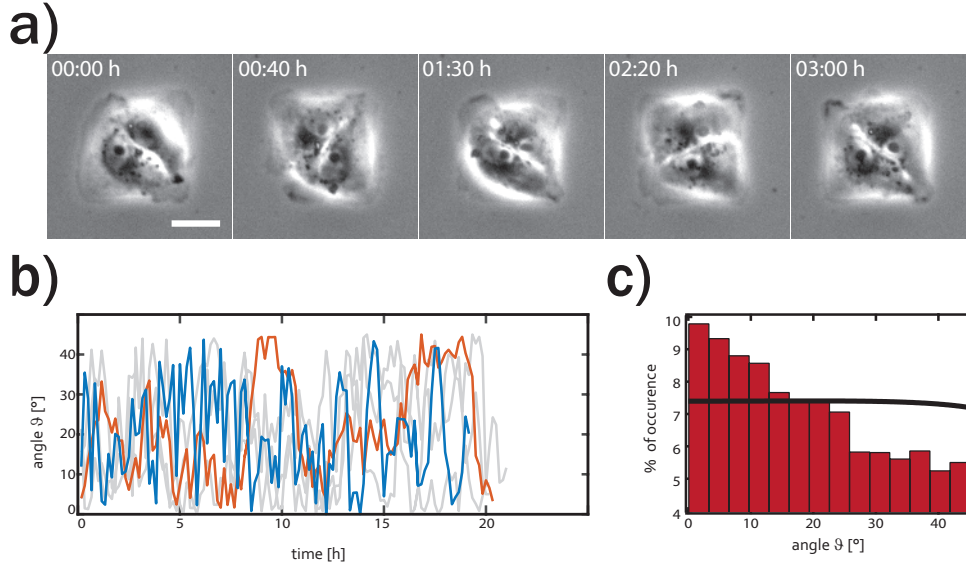 a)
00:00 h
00:40 h
01:30 h
02:20 h
03:00 h
b)
c)
angle ϑ [°]
40
30
20
10
0
0
5
10
15
20
time [h]
% of occurence
10
9
8
7
6
5
4
0
10
20
30
40
angle ϑ [°]